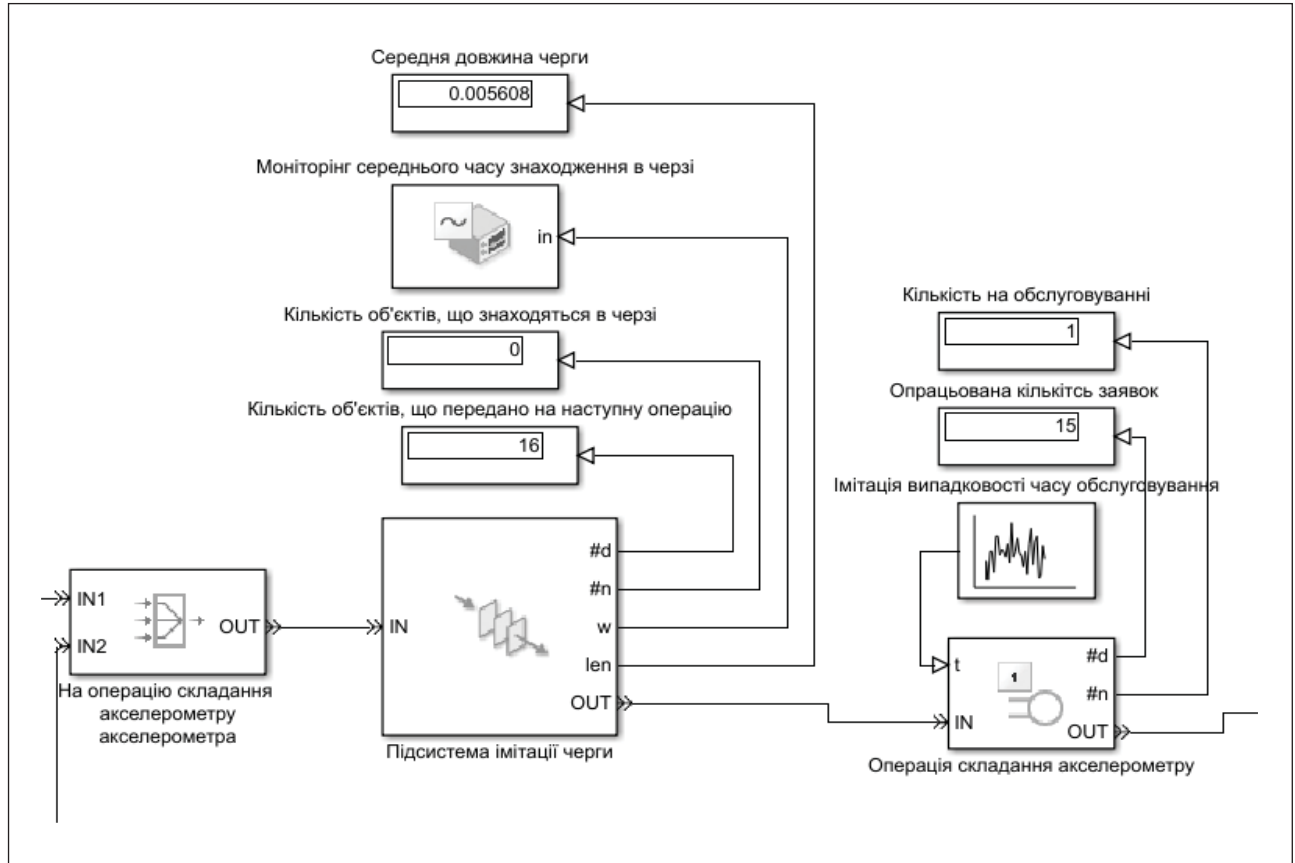 Середня довжина черги
0.005608
Моніторінг середнього часу знаходження в черзі
in
Кількість об'єктів, що знаходяться в черзі
0
Кількість об'єктів, що передано на наступну операцію
16
Кількість на обслуговуванні
1
Опрацьована кількітсь заявок
15
Імітація випадковості часу обслуговування
IN1
IN2
OUT
На операцію складання
акселерометру
акселерометра
IN
#d
#n
w
len
OUT
Підсистема імітації черги
t
IN
1
#d
#n
OUT
Операція складання акселерометру